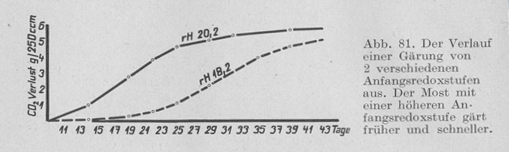 6
5
4
3
2
1
CO₂ Verlust g/250 ccm
rH 20,2
rH 18,2
11 13 15 17 19 21 23 25 27 29 31 33 35 37 39 41 43 Tage
Abb. 81. Der Verlauf
einer Gärung von
2 verschiedenen
Anfangsredoxstufen
aus. Der Most mit
einer höheren An-
fangsredoxstufe gärt
früher und schneller.